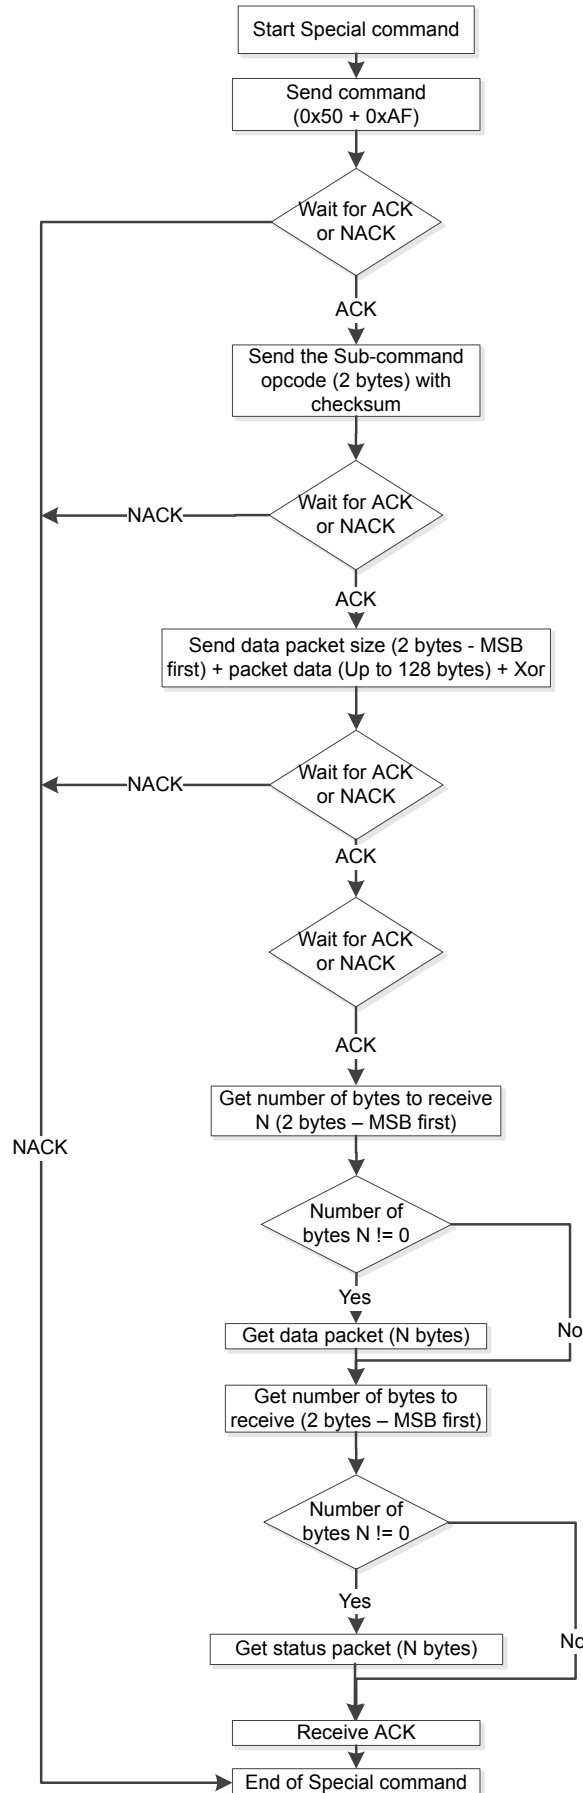 Start Special command
Send command
(0x50 + 0xAF)
Wait for ACK
or NACK
ACK
Send the Sub-command
opcode (2 bytes) with
checksum
Wait for ACK
or NACK
NACK
ACK
Send data packet size (2 bytes - MSB
first) + packet data (Up to 128 bytes) + Xor
Wait for ACK
or NACK
NACK
ACK
Wait for ACK
or NACK
ACK
Get number of bytes to receive
N (2 bytes – MSB first)
NACK
Number of
bytes N != 0
Yes
No
Get data packet (N bytes)
Get number of bytes to
receive (2 bytes – MSB first)
Number of
bytes N != 0
Yes
No
Get status packet (N bytes)
Receive ACK
End of Special command